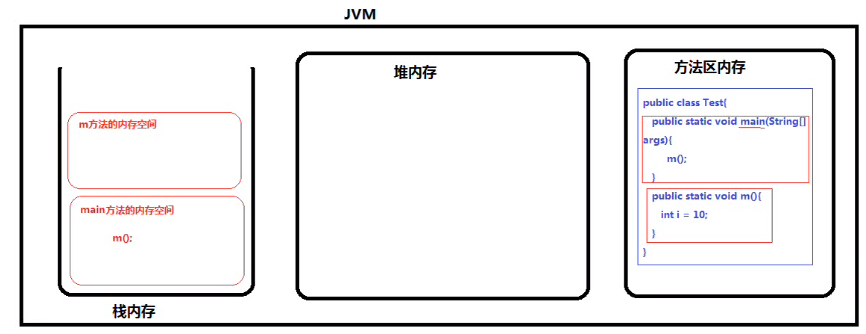 JVM
栈内存
m方法的内存空间
main方法的内存空间
m();
堆内存
方法区内存
public class Test{
public static void main(String[]
args){
m();
}
public static void m(){
int i = 10;
}
}